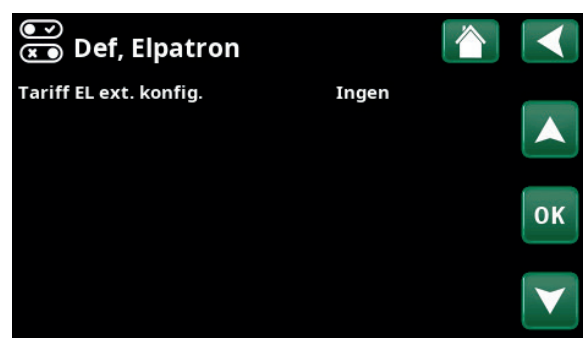 Def, Elpatron
Tariff EL ext. konfig. Ingen
OK